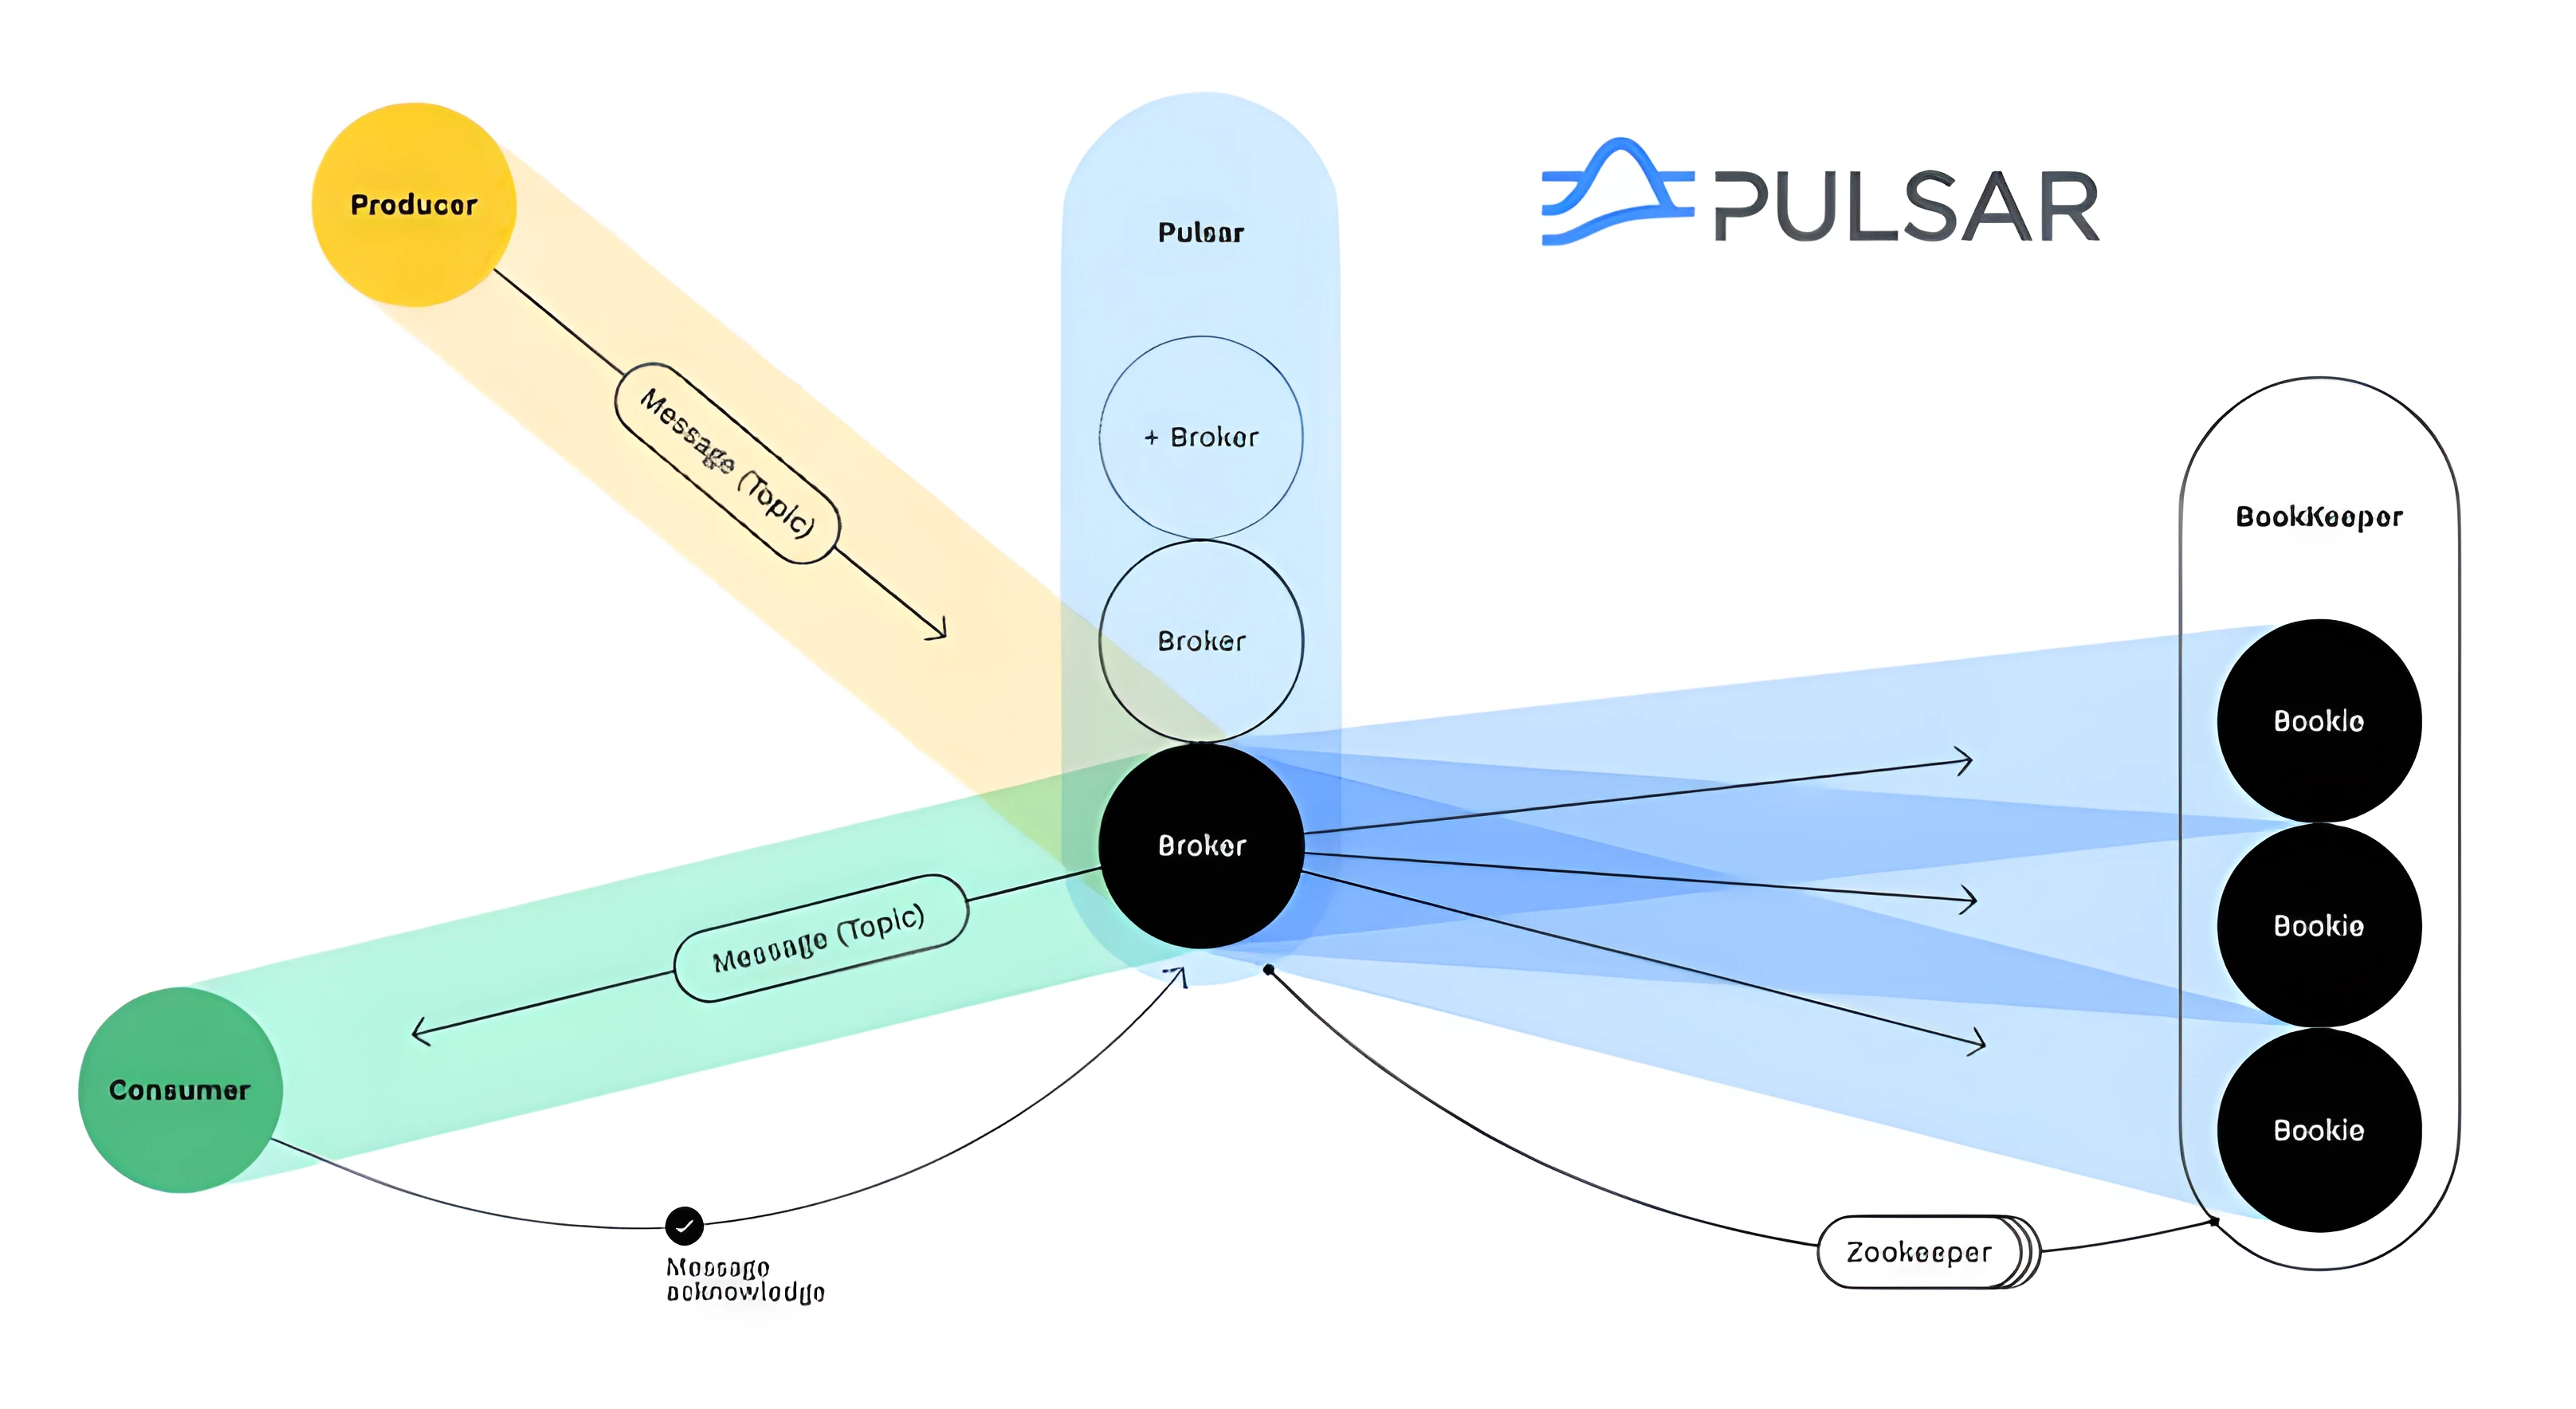 Producer
Pulsar
PULSAR
Message (Topic)
+ Broker
BookKeeper
Broker
Bookie
Broker
Message (Topic)
Bookie
Consumer
Bookie
Message
acknowledge
Zookeeper